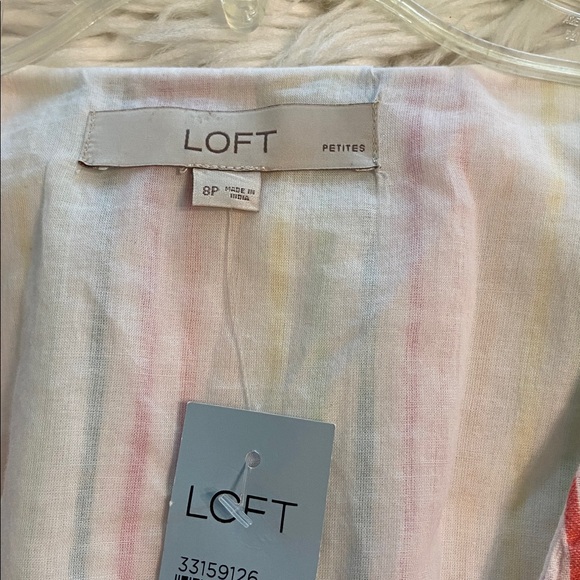 LOFT PETITES
8P MADE IN
INDIA
LOFT
33159126